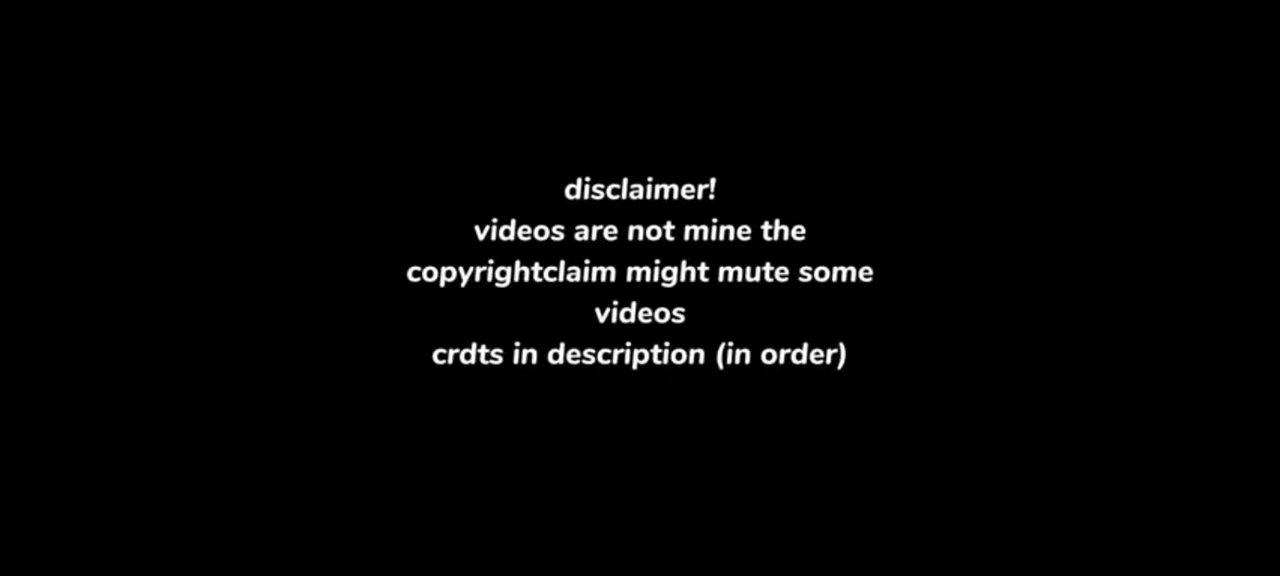 disclaimer!
videos are not mine the
copyrightclaim might mute some
videos
crdts in description (in order)